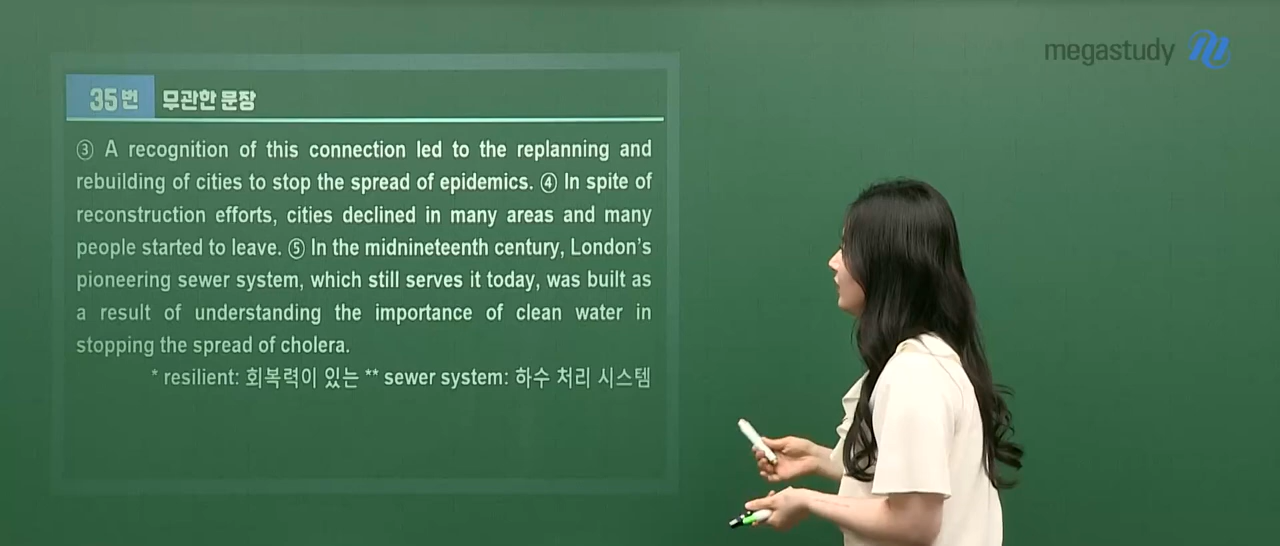 megastudy
35번 무관한 문장
③ A recognition of this connection led to the replanning and
rebuilding of cities to stop the spread of epidemics. ④ In spite of
reconstruction efforts, cities declined in many areas and many
people started to leave. ⑤ In the midnineteenth century, London's
pioneering sewer system, which still serves it today, was built as
a result of understanding the importance of clean water in
stopping the spread of cholera.
* resilient: 회복력이 있는 ** sewer system: 하수 처리 시스템